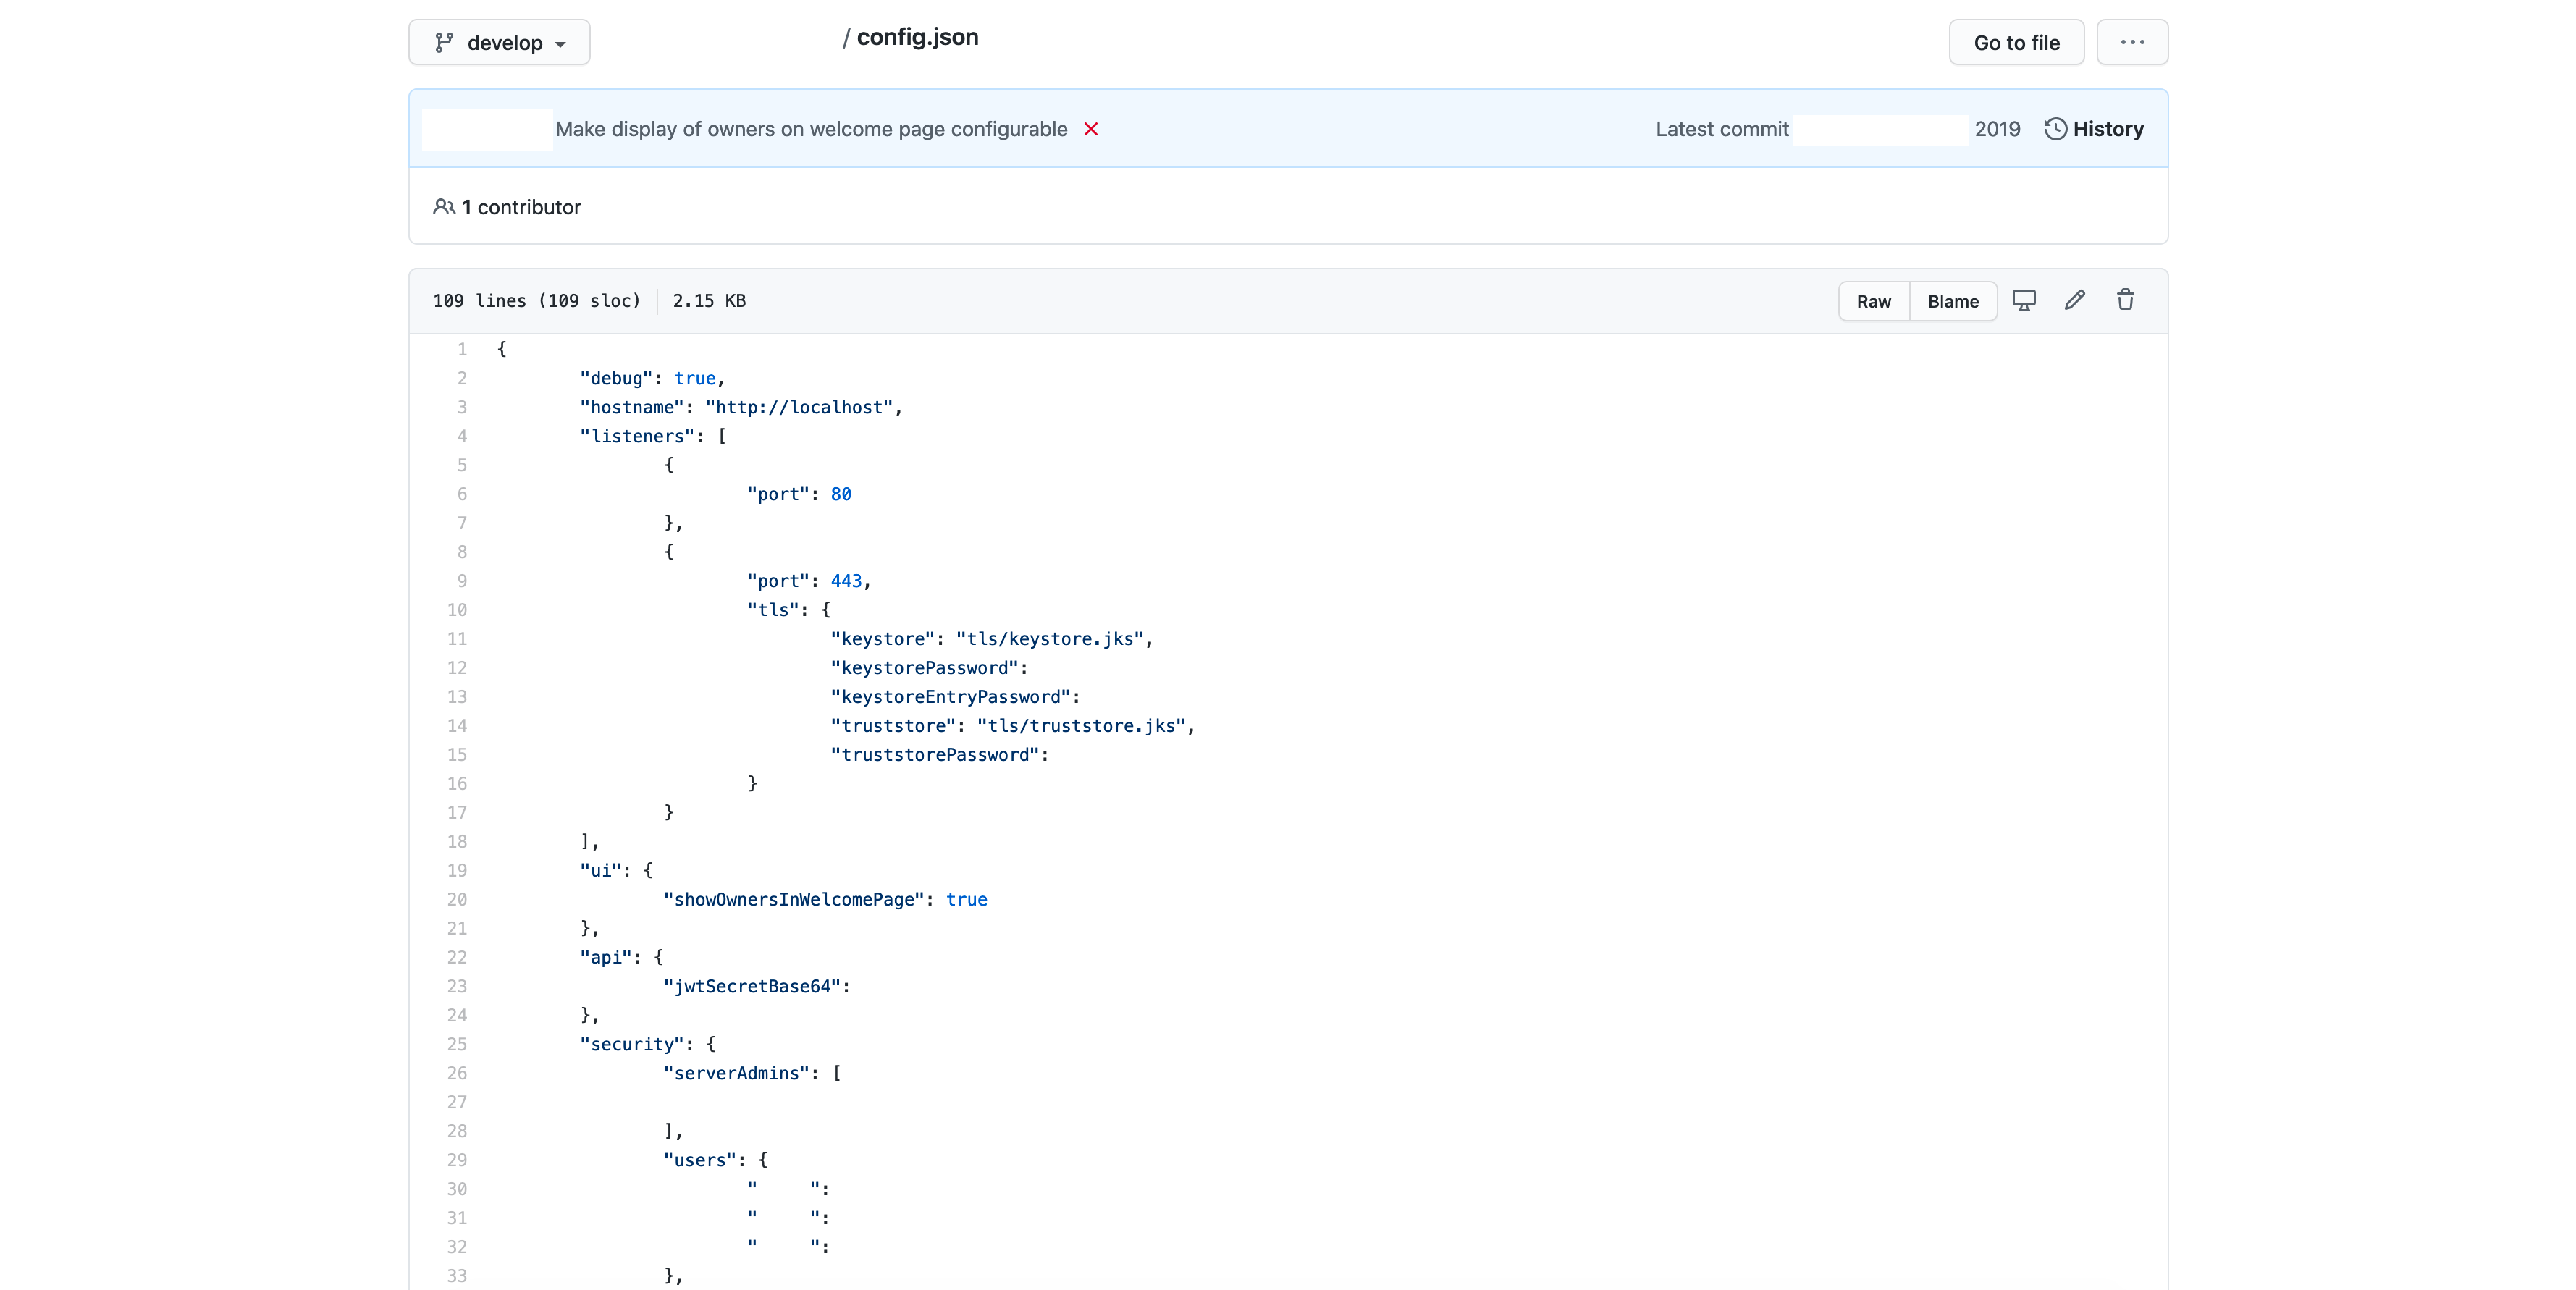 develop
/ config.json
Go to file
...
Make display of owners on welcome page configurable
Latest commit 2019 History
1 contributor
109 lines (109 sloc) 2.15 KB
Raw Blame
1 {
2 "debug": true,
3 "hostname": "http://localhost",
4 "listeners": [
5 {
6 "port": 80
7 },
8 {
9 "port": 443,
10 "tls": {
11 "keystore": "tls/keystore.jks",
12 "keystorePassword":
13 "keystoreEntryPassword":
14 "truststore": "tls/truststore.jks",
15 "truststorePassword":
16 }
17 }
18 ],
19 "ui": {
20 "showOwnersInWelcomePage": true
21 },
22 "api": {
23 "jwtSecretBase64":
24 },
25 "security": {
26 "serverAdmins": [
27
28 ],
29 "users": {
30 " ":
31 " ":
32 " ":
33 },